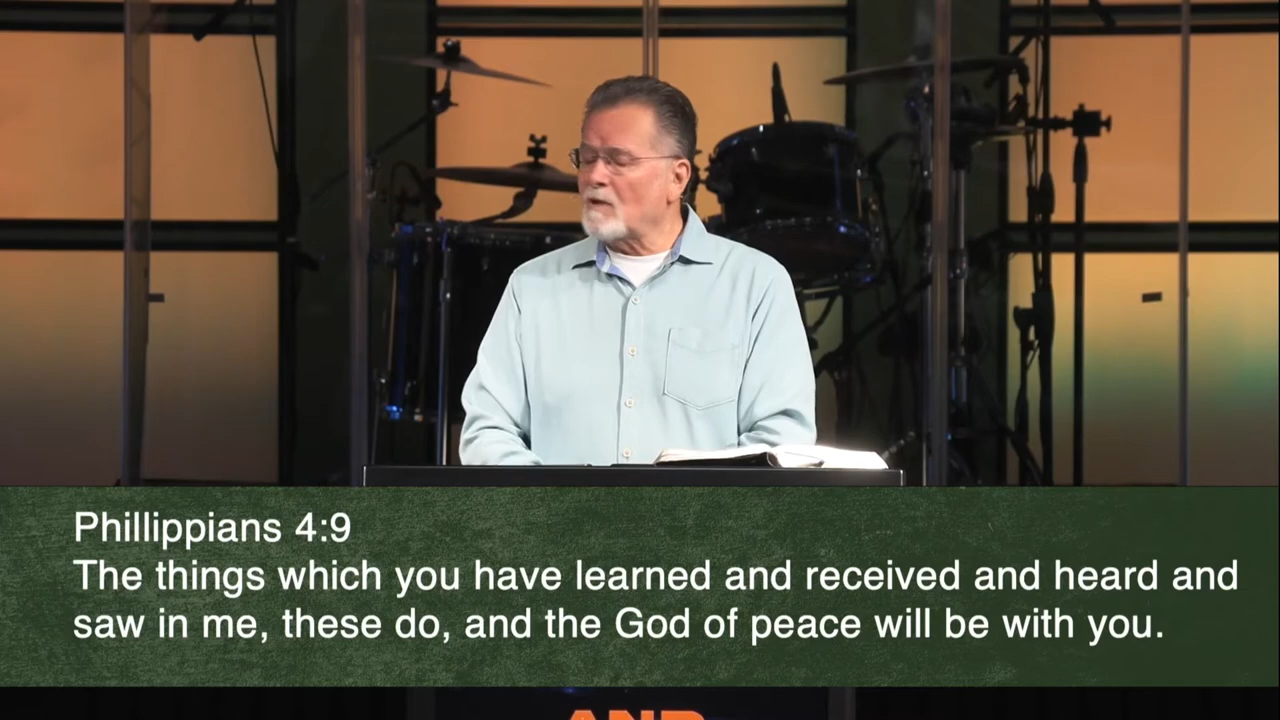 Phillippians 4:9
The things which you have learned and received and heard and
saw in me, these do, and the God of peace will be with you.
AND